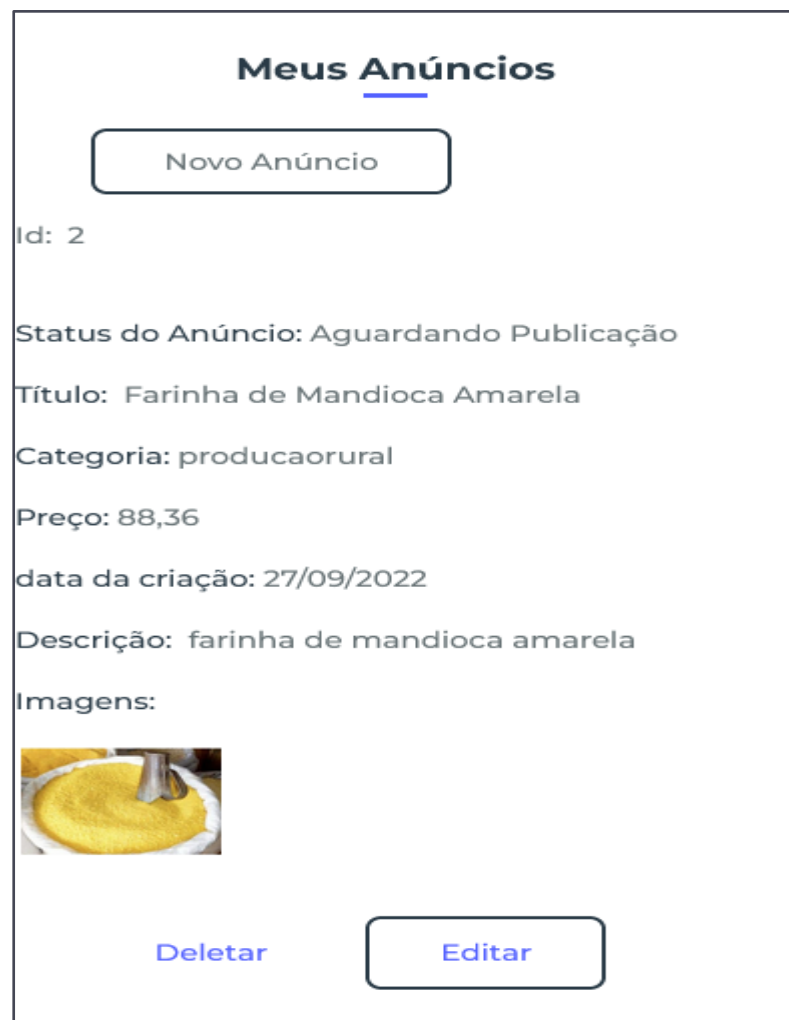 Meus Anúncios
Novo Anúncio
Id: 2
Status do Anúncio: Aguardando Publicação
Título: Farinha de Mandioca Amarela
Categoria: producaorural
Preço: 88,36
data da criação: 27/09/2022
Descrição: farinha de mandioca amarela
Imagens:
Deletar Editar